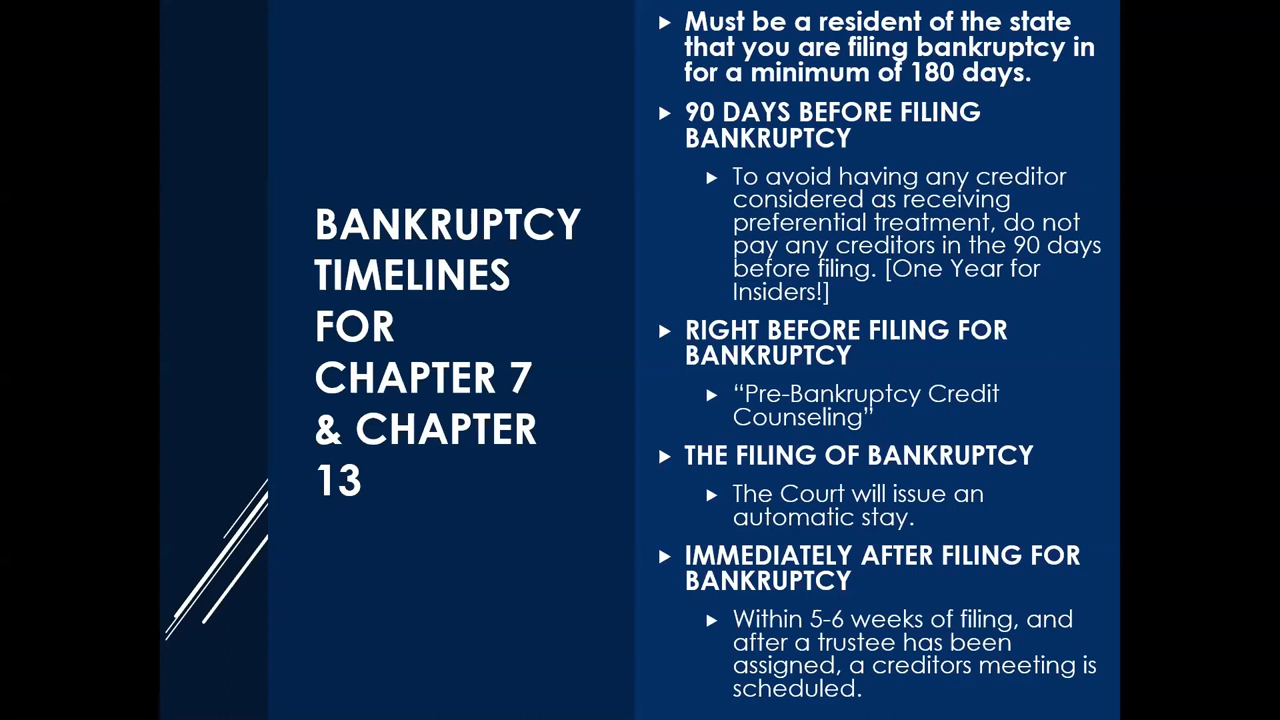 BANKRUPTCY
TIMELINES
FOR
CHAPTER 7
& CHAPTER
13
Must be a resident of the state
that you are filing bankruptcy in
for a minimum of 180 days.
90 DAYS BEFORE FILING
BANKRUPTCY
To avoid having any creditor
considered as receiving
preferential treatment, do not
pay any creditors in the 90 days
before filing. [One Year for
Insiders!]
RIGHT BEFORE FILING FOR
BANKRUPTCY
“Pre-Bankruptcy Credit
Counseling”
THE FILING OF BANKRUPTCY
The Court will issue an
automatic stay.
IMMEDIATELY AFTER FILING FOR
BANKRUPTCY
Within 5-6 weeks of filing, and
after a trustee has been
assigned, a creditors meeting is
scheduled.